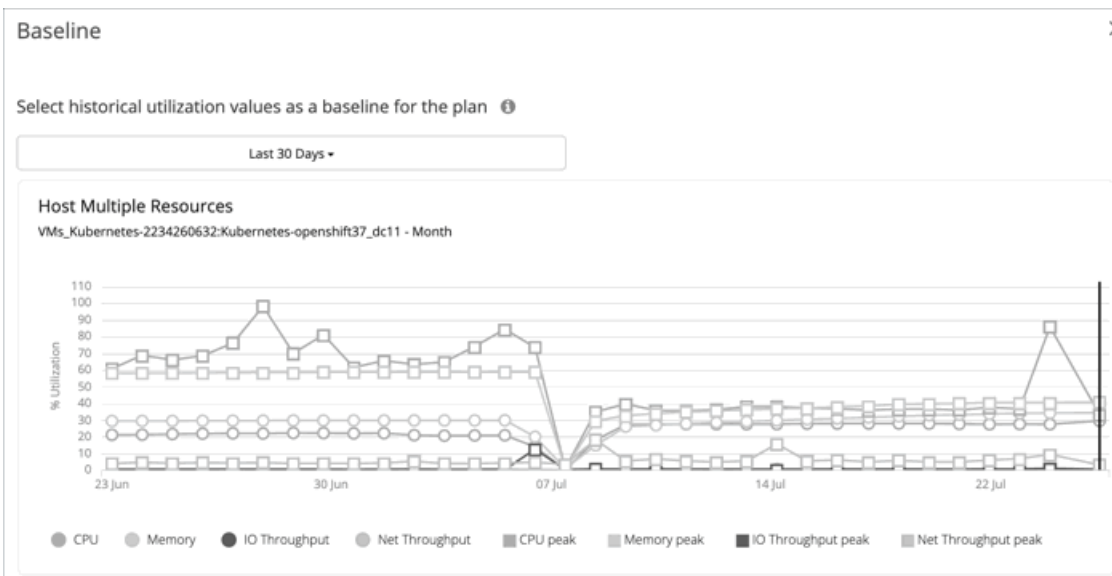 Baseline
Select historical utilization values as a baseline for the plan
Last 30 Days
Host Multiple Resources
VMs_Kubernetes-2234260632:Kubernetes-openshift37_dc11 - Month
% Utilization
110
100
90
80
70
60
50
40
30
20
10
0
23 Jun 30 Jun 07 Jul 14 Jul 22 Jul
CPU Memory IO Throughput Net Throughput CPU peak Memory peak IO Throughput peak Net Throughput peak